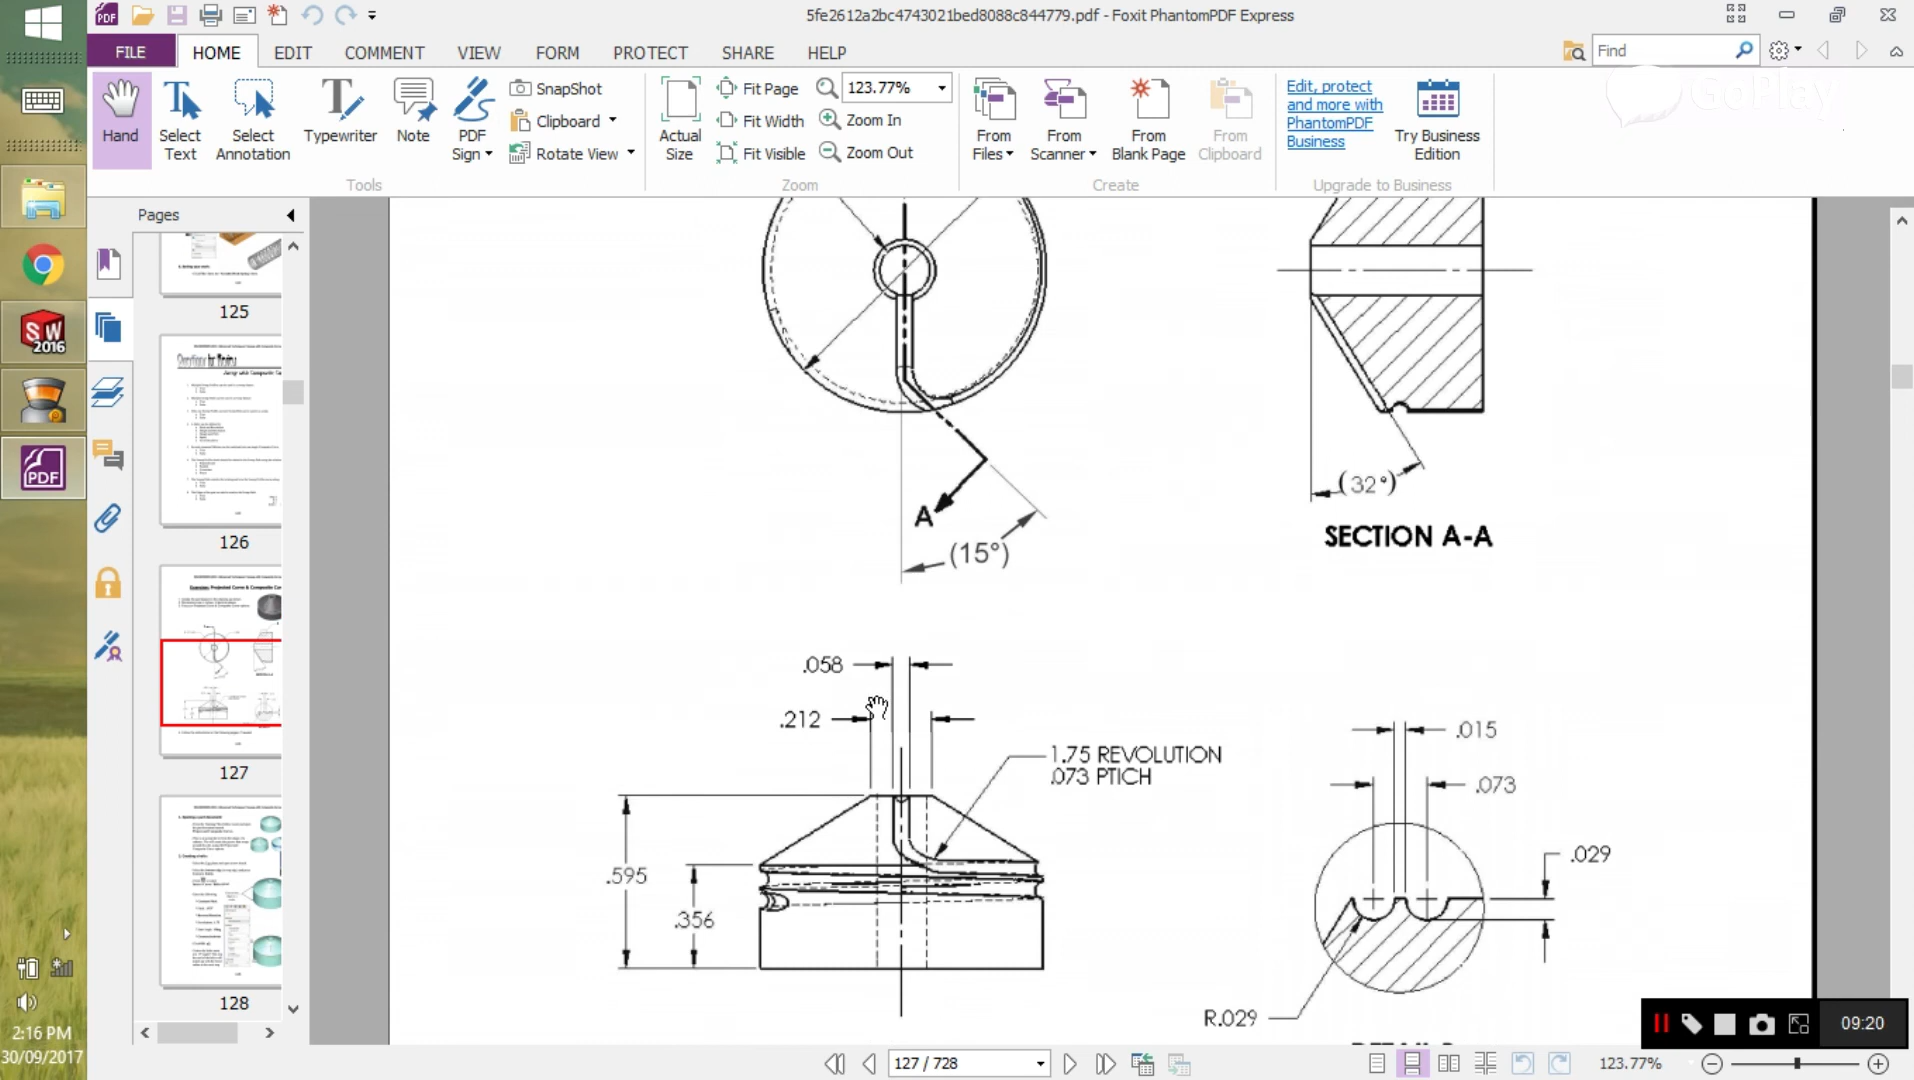 5fe2612a2bc4743021bed8088c844779.pdf - Foxit PhantomPDF Express
PDF
FILE
HOME
EDIT
COMMENT
VIEW
FORM
PROTECT
SHARE
HELP
Find
Hand
Select
Text
Select
Annotation
Typewriter
Note
PDF
Sign
SnapShot
Clipboard
Rotate View
Tools
Actual
Size
Fit Page
Fit Width
Fit Visible
123.77%
Zoom In
Zoom Out
Zoom
From
Files
From
Scanner
From
Blank Page
From
Clipboard
Create
Edit, protect
and more with
PhantomPDF
Business
Try Business
Edition
Upgrade to Business
GoPlay
Pages
125
126
127
128
SW
2016
PDF
A
(15°)
(32°)
SECTION A-A
.058
.212
1.75 REVOLUTION
.073 PTICH
.595
.356
.015
.073
.029
R.029
2:16 PM
30/09/2017
127 / 728
123.77%
09:20